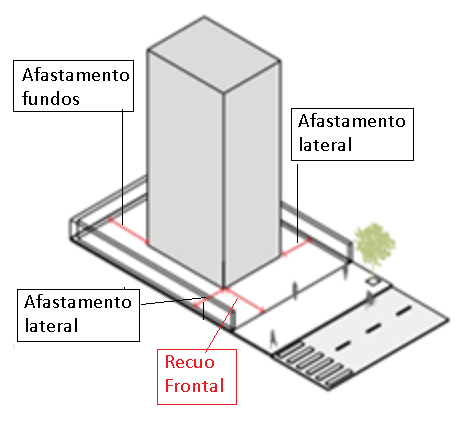 Afastamento
fundos
Afastamento
lateral
Afastamento
lateral
Recuo
Frontal